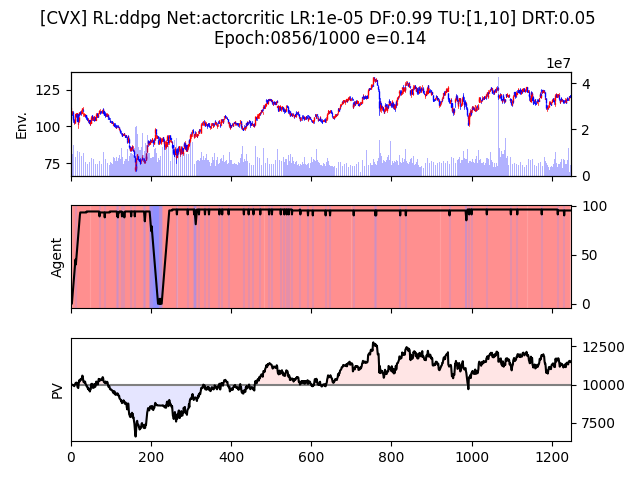 [CVX] RL:ddpg Net:actorcritic LR:1e-05 DF:0.99 TU:[1,10] DRT:0.05
Epoch:0856/1000 e=0.14
1e7
125
100
75
Env.
4
2
0
Agent
100
50
0
PV
12500
10000
7500
0 200 400 600 800 1000 1200